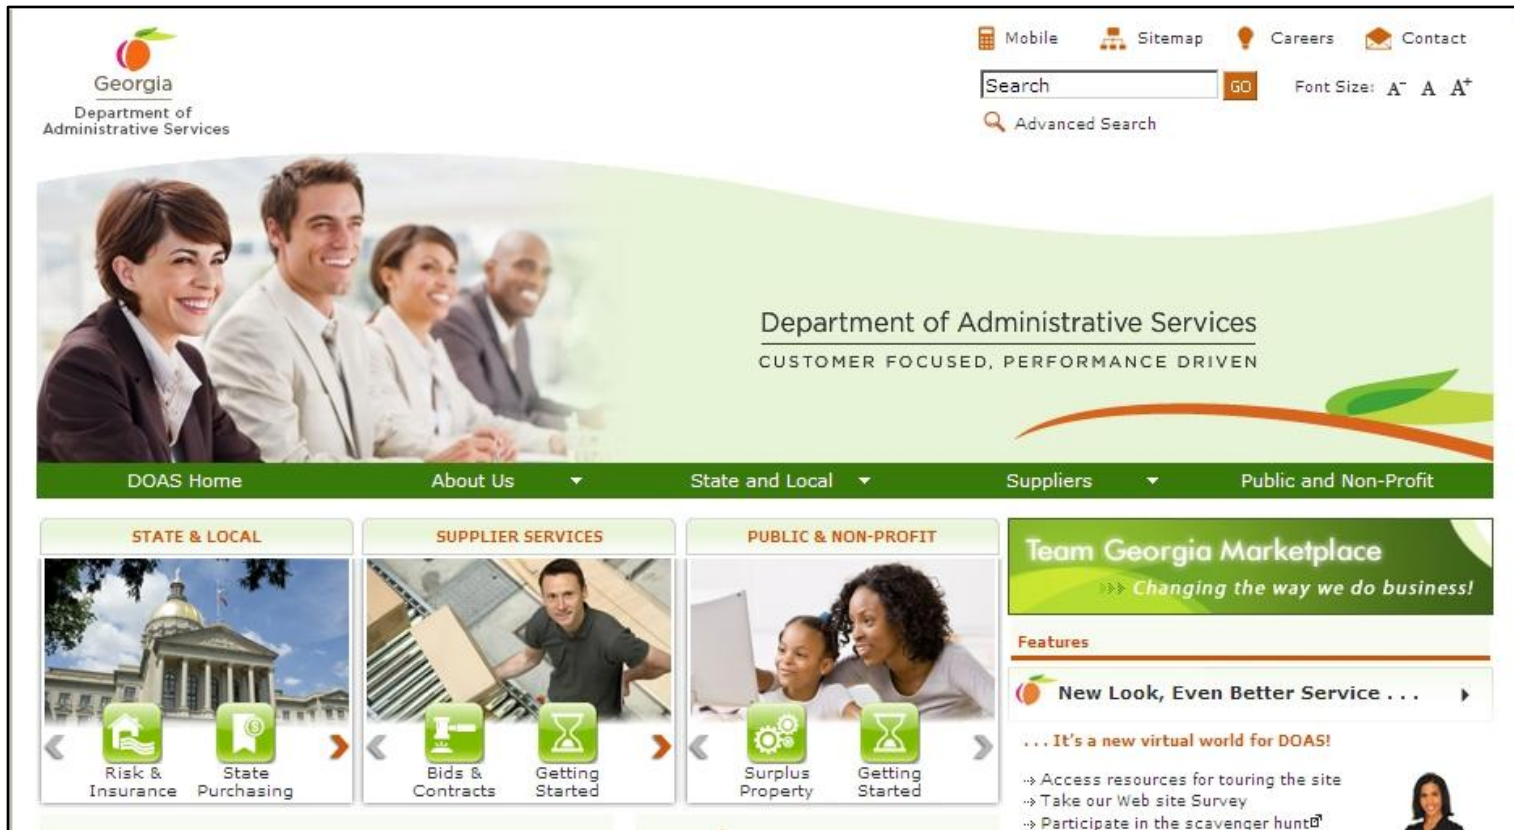 Georgia
Department of
Administrative Services
Mobile
Sitemap
Careers
Contact
Search
GO
Font Size: A- A A+
Advanced Search
Department of Administrative Services
CUSTOMER FOCUSED, PERFORMANCE DRIVEN
DOAS Home
About Us
State and Local
Suppliers
Public and Non-Profit
STATE & LOCAL
Risk &
Insurance
State
Purchasing
SUPPLIER SERVICES
Bids &
Contracts
Getting
Started
PUBLIC & NON-PROFIT
Surplus
Property
Getting
Started
Team Georgia Marketplace
Changing the way we do business!
Features
New Look, Even Better Service . . .
. . . It's a new virtual world for DOAS!
Access resources for touring the site
Take our Web site Survey
Participate in the scavenger hunt